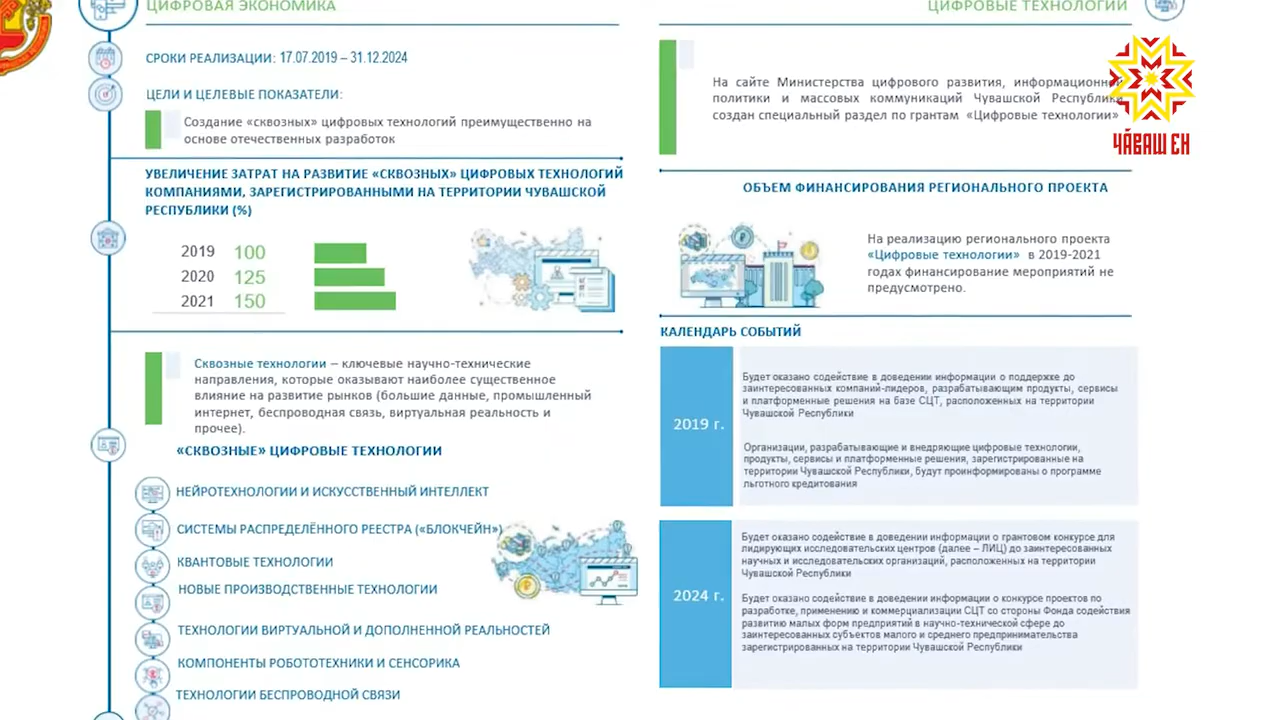 ЦИФРОВАЯ ЭКОНОМИКА
СРОКИ РЕАЛИЗАЦИИ: 17.07.2019 – 31.12.2024
ЦЕЛИ И ЦЕЛЕВЫЕ ПОКАЗАТЕЛИ:
Создание «сквозных» цифровых технологий преимущественно на
основе отечественных разработок
УВЕЛИЧЕНИЕ ЗАТРАТ НА РАЗВИТИЕ «СКВОЗНЫХ» ЦИФРОВЫХ ТЕХНОЛОГИЙ
КОМПАНИЯМИ, ЗАРЕГИСТРИРОВАННЫМИ НА ТЕРРИТОРИИ ЧУВАШСКОЙ
РЕСПУБЛИКИ (%)
2019 100
2020 125
2021 150
Сквозные технологии – ключевые научно-технические
направления, которые оказывают наиболее существенное
влияние на развитие рынков (большие данные, промышленный
интернет, беспроводная связь, виртуальная реальность и
прочее).
«СКВОЗНЫЕ» ЦИФРОВЫЕ ТЕХНОЛОГИИ
НЕЙРОТЕХНОЛОГИИ И ИСКУССТВЕННЫЙ ИНТЕЛЛЕКТ
СИСТЕМЫ РАСПРЕДЕЛЁННОГО РЕЕСТРА («БЛОКЧЕЙН»)
КВАНТОВЫЕ ТЕХНОЛОГИИ
НОВЫЕ ПРОИЗВОДСТВЕННЫЕ ТЕХНОЛОГИИ
ТЕХНОЛОГИИ ВИРТУАЛЬНОЙ И ДОПОЛНЕННОЙ РЕАЛЬНОСТЕЙ
КОМПОНЕНТЫ РОБОТОТЕХНИКИ И СЕНСОРИКА
ТЕХНОЛОГИИ БЕСПРОВОДНОЙ СВЯЗИ
ЦИФРОВЫЕ ТЕХНОЛОГИИ
На сайте Министерства цифрового развития, информационной
политики и массовых коммуникаций Чувашской Республики
создан специальный раздел по грантам «Цифровые технологии»
ЧӐВАШ ЕН
ОБЪЕМ ФИНАНСИРОВАНИЯ РЕГИОНАЛЬНОГО ПРОЕКТА
На реализацию регионального проекта
«Цифровые технологии» в 2019-2021
годах финансирование мероприятий не
предусмотрено.
КАЛЕНДАРЬ СОБЫТИЙ
2019 г.
Будет оказано содействие в доведении информации о поддержке до
заинтересованных компаний-лидеров, разрабатывающим продукты, сервисы
и платформенные решения на базе СЦТ, расположенных на территории
Чувашской Республики
Организации, разрабатывающие и внедряющие цифровые технологии,
продукты, сервисы и платформенные решения, зарегистрированные на
территории Чувашской Республики, будут проинформированы о программе
льготного кредитования
2024 г.
Будет оказано содействие в доведении информации о грантовом конкурсе для
лидирующих исследовательских центров (далее – ЛИЦ) до заинтересованных
научных и исследовательских организаций, расположенных на территории
Чувашской Республики
Будет оказано содействие в доведении информации о конкурсе проектов по
разработке, применению и коммерциализации СЦТ со стороны Фонда содействия
развитию малых форм предприятий в научно-технической сфере до
заинтересованных субъектов малого и среднего предпринимательства
зарегистрированных на территории Чувашской Республики